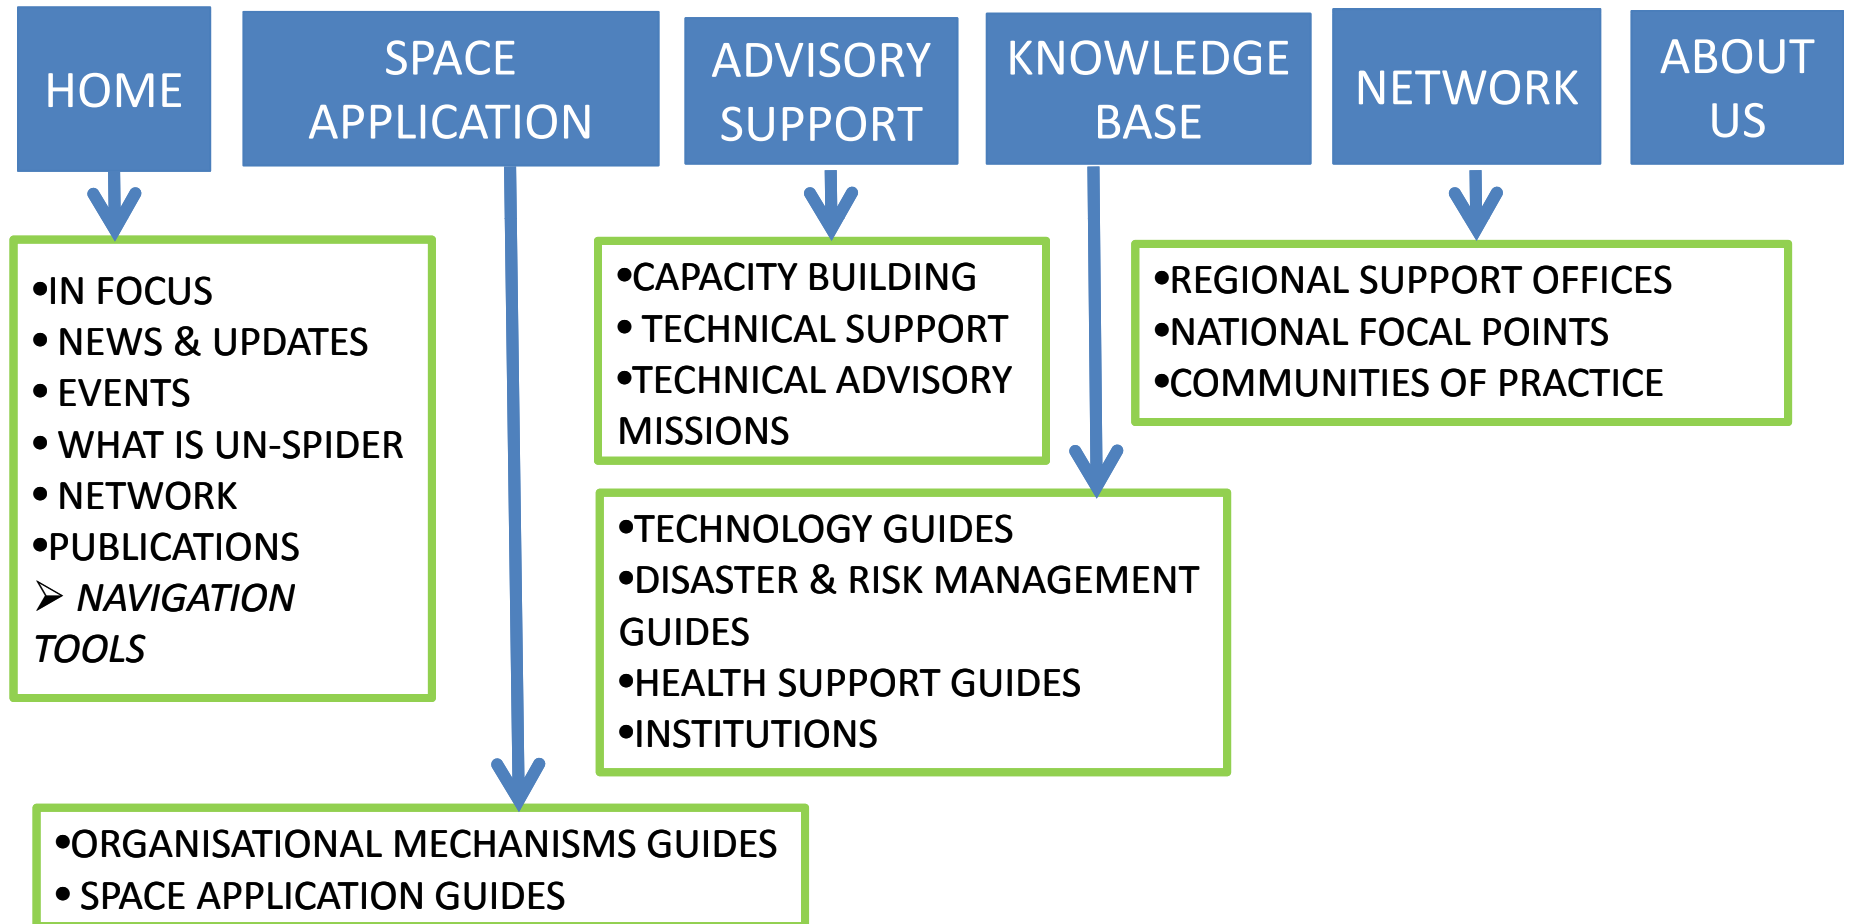 HOME
SPACE
APPLICATION
ADVISORY
SUPPORT
KNOWLEDGE
BASE
NETWORK
ABOUT
US
•IN FOCUS
• NEWS & UPDATES
• EVENTS
• WHAT IS UN-SPIDER
• NETWORK
•PUBLICATIONS
➢ NAVIGATION
TOOLS
•CAPACITY BUILDING
• TECHNICAL SUPPORT
•TECHNICAL ADVISORY
MISSIONS
•REGIONAL SUPPORT OFFICES
•NATIONAL FOCAL POINTS
•COMMUNITIES OF PRACTICE
•TECHNOLOGY GUIDES
•DISASTER & RISK MANAGEMENT
GUIDES
•HEALTH SUPPORT GUIDES
•INSTITUTIONS
•ORGANISATIONAL MECHANISMS GUIDES
• SPACE APPLICATION GUIDES